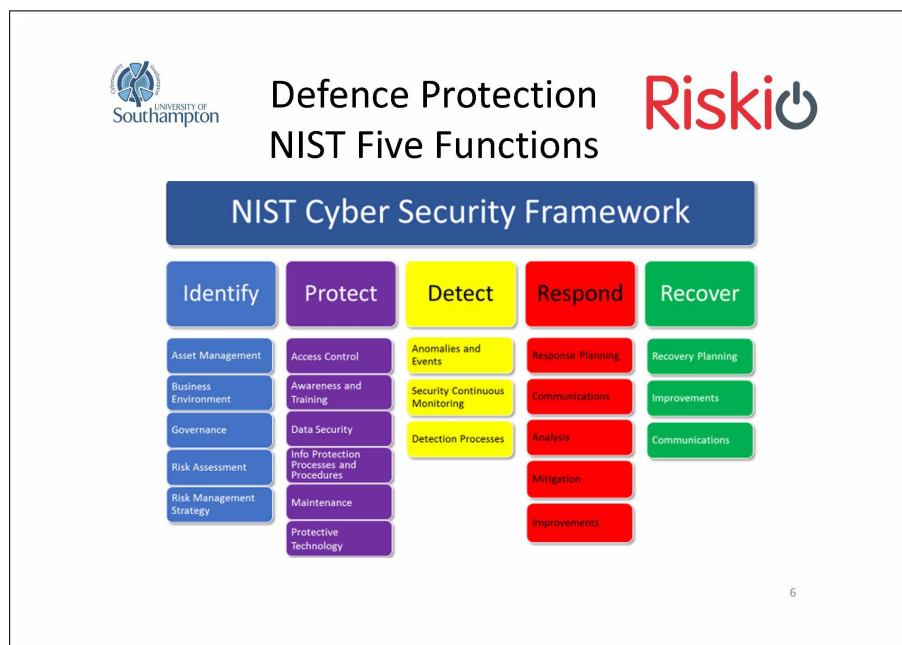 Cybersecurity Southampton
UNIVERSITY OF
Southampton
Defence Protection
NIST Five Functions
Riskio
NIST Cyber Security Framework
Identify
Protect
Detect
Respond
Recover
Asset Management
Business
Environment
Governance
Risk Assessment
Risk Management
Strategy
Access Control
Awareness and
Training
Data Security
Info Protection
Processes and
Procedures
Maintenance
Protective
Technology
Anomalies and
Events
Security Continuous
Monitoring
Detection Processes
Response Planning
Communications
Analysis
Mitigation
Improvements
Recovery Planning
Improvements
Communications
6